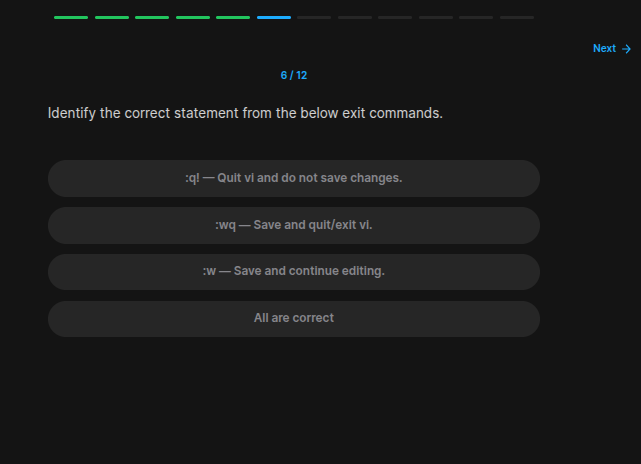 Next →
6 / 12
Identify the correct statement from the below exit commands.
:q! — Quit vi and do not save changes.
:wq — Save and quit/exit vi.
:w — Save and continue editing.
All are correct